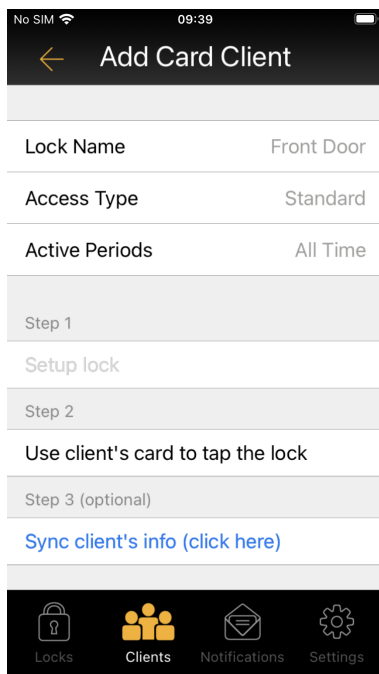 No SIM 09:39
Add Card Client
Lock Name Front Door
Access Type Standard
Active Periods All Time
Step 1
Setup lock
Step 2
Use client's card to tap the lock
Step 3 (optional)
Sync client's info (click here)
Locks Clients Notifications Settings